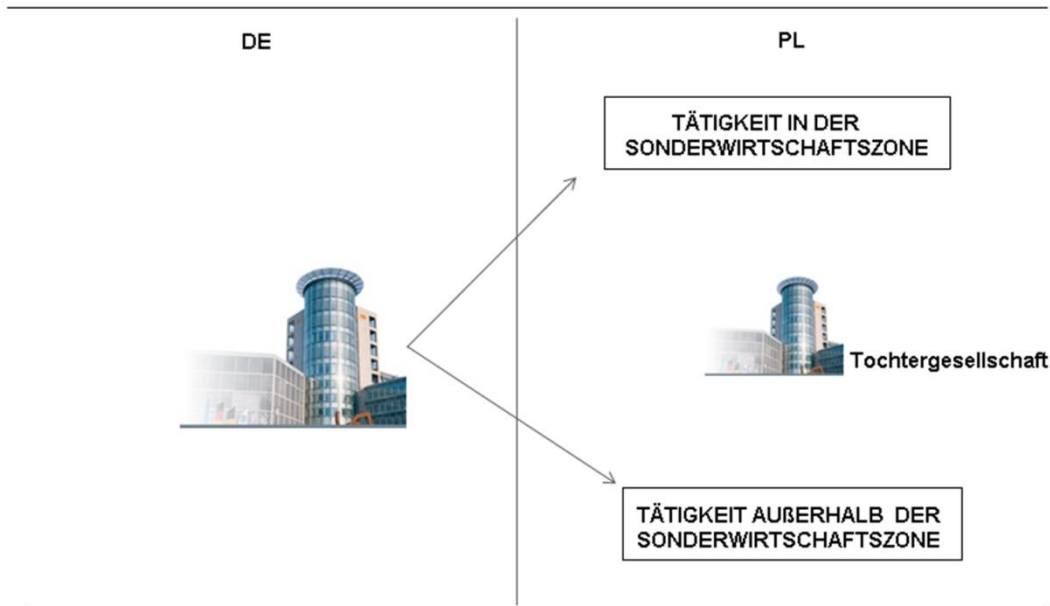 DE
PL
TÄTIGKEIT IN DER
SONDERWIRTSCHAFTSZONE
Tochtergesellschaft
TÄTIGKEIT AUßERHALB DER
SONDERWIRTSCHAFTSZONE